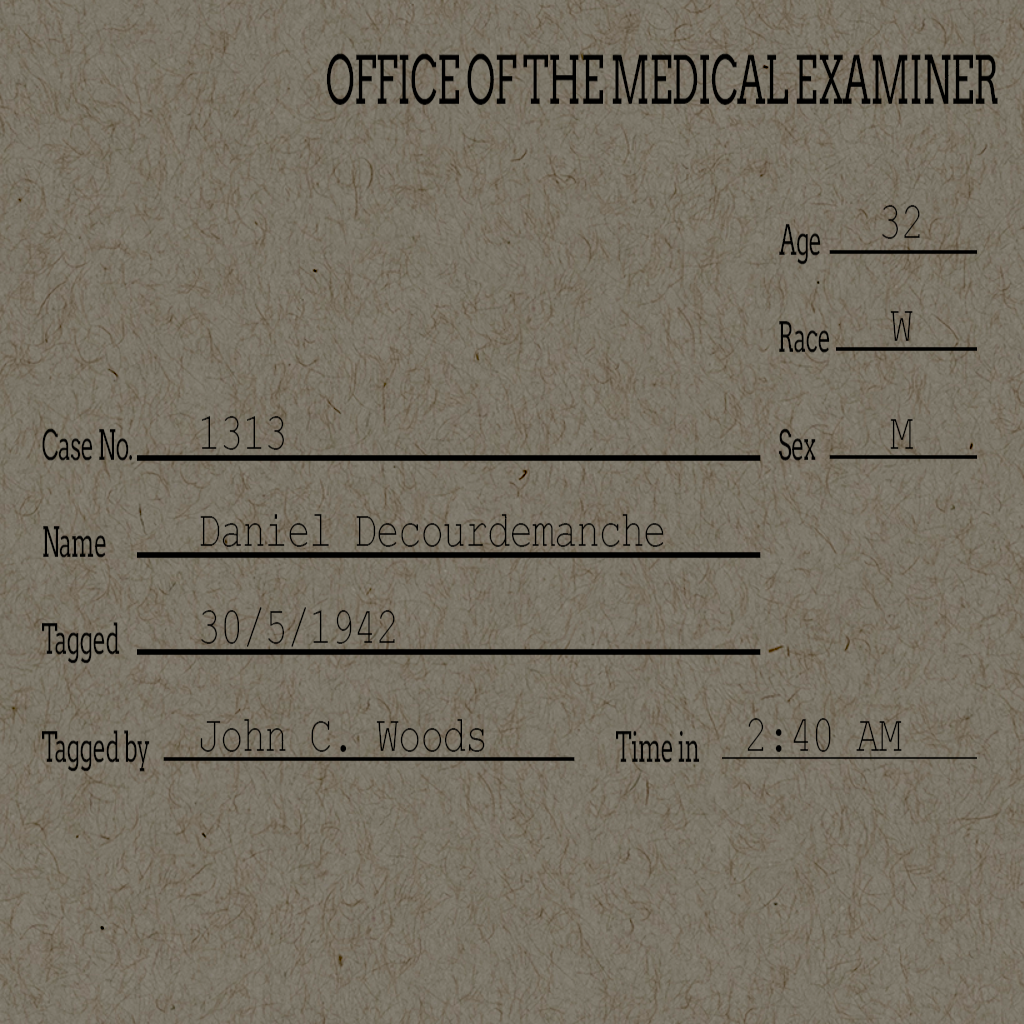 OFFICE OF THE MEDICAL EXAMINER
Age 32
Race W
Case No. 1313 Sex M
Name Daniel Decourdemanche
Tagged 30/5/1942
Tagged by John C. Woods Time in 2:40 AM